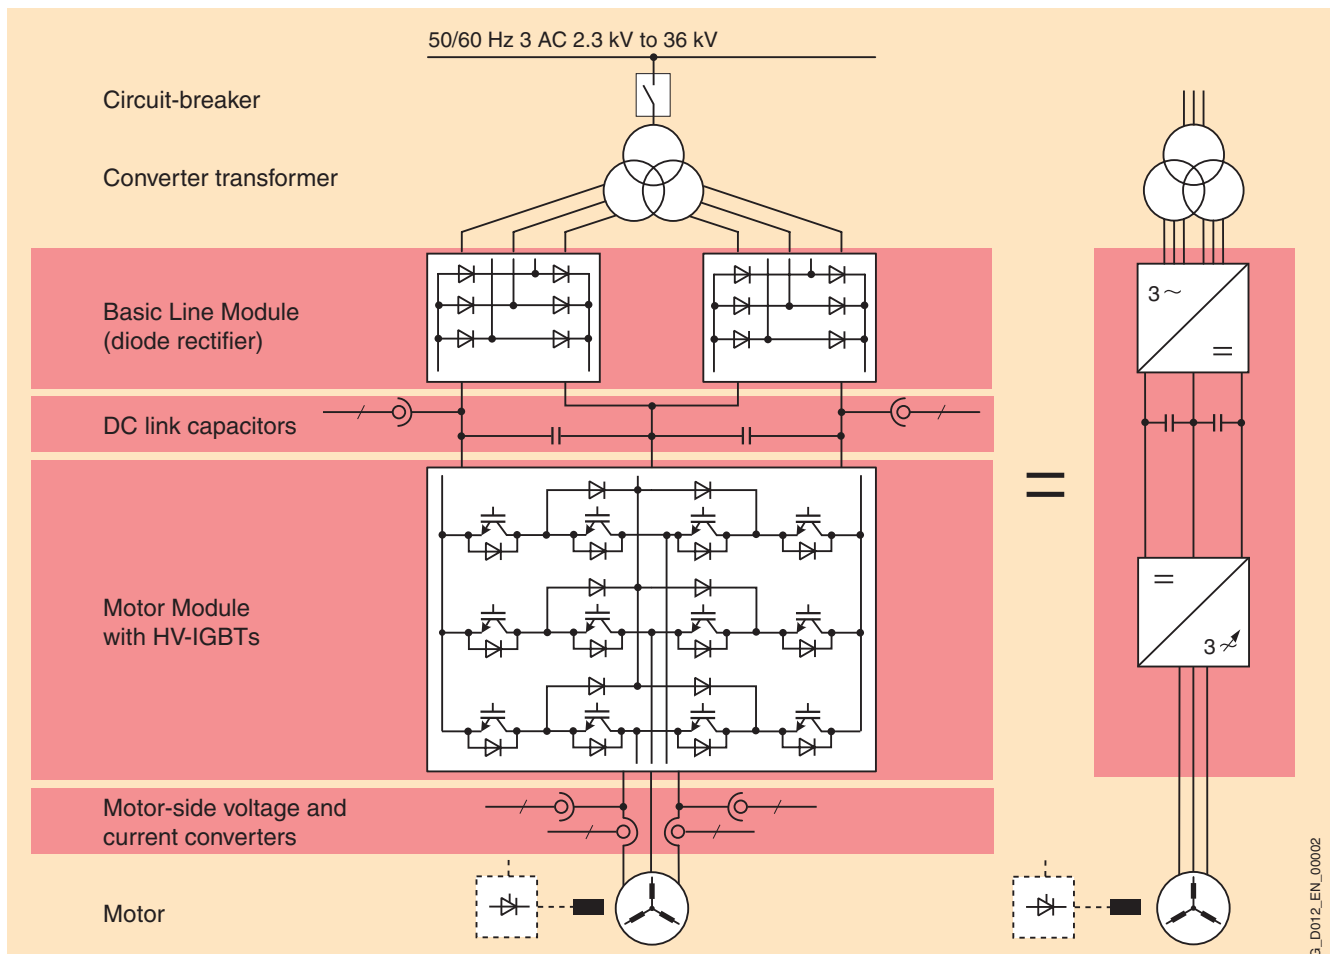 50/60 Hz 3 AC 2.3 kV to 36 kV
Circuit-breaker
Converter transformer
Basic Line Module
(diode rectifier)
3~
DC link capacitors
Motor Module
with HV-IGBTs
3~
Motor-side voltage and
current converters
Motor
G_D012_EN_00002